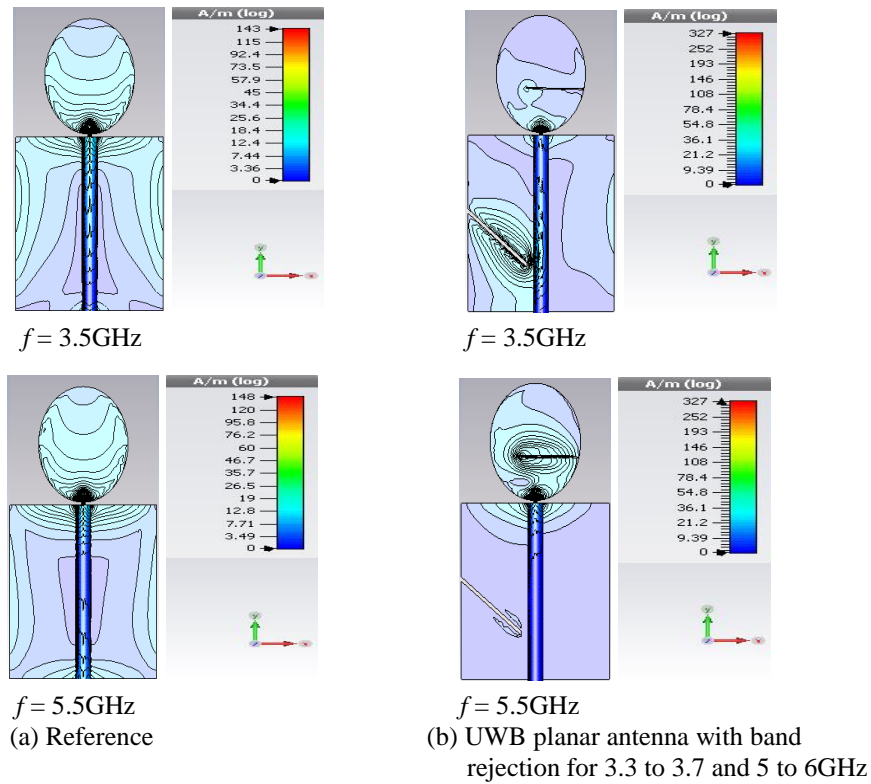 A/m (log)
143
115
92.4
73.5
57.9
45
34.4
25.6
18.4
12.4
7.44
3.36
0
y
z
x
f = 3.5GHz
A/m (log)
327
252
193
146
108
78.4
54.8
36.1
21.2
9.39
0
y
z
x
f = 3.5GHz
A/m (log)
148
120
95.8
76.2
60
46.7
35.7
26.5
19
12.8
7.71
3.49
0
y
z
x
f = 5.5GHz
(a) Reference
A/m (log)
327
252
193
146
108
78.4
54.8
36.1
21.2
9.39
0
y
z
x
f = 5.5GHz
(b) UWB planar antenna with band
rejection for 3.3 to 3.7 and 5 to 6GHz